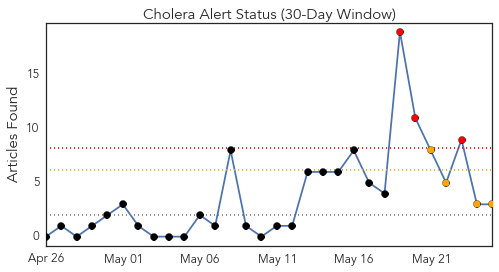 Cholera Alert Status (30-Day Window)
Articles Found
15
10
5
0
Apr 26 May 01 May 06 May 11 May 16 May 21